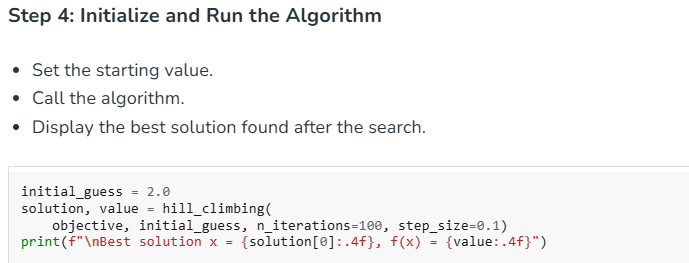 Step 4: Initialize and Run the Algorithm
• Set the starting value.
• Call the algorithm.
• Display the best solution found after the search.
initial_guess = 2.0
solution, value = hill_climbing(
    objective, initial_guess, n_iterations=100, step_size=0.1)
print(f"\nBest solution x = {solution[0]:.4f}, f(x) = {value:.4f}")